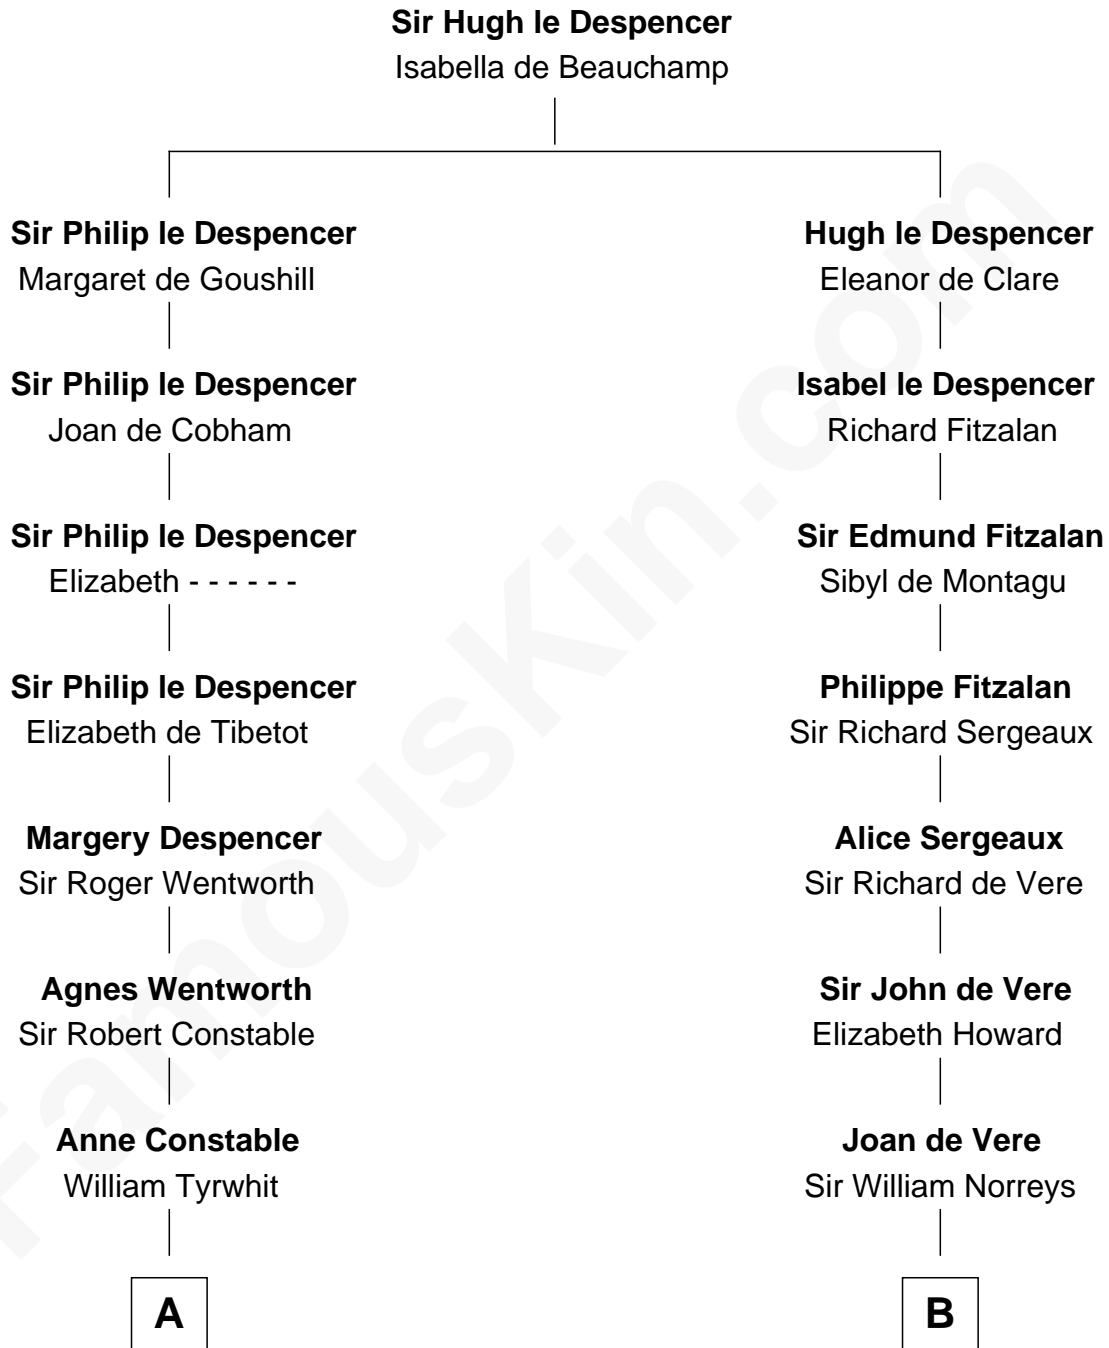 Sir Hugh le Despencer
Isabella de Beauchamp
Sir Philip le Despencer
Margaret de Goushill
Hugh le Despencer
Eleanor de Clare
Sir Philip le Despencer
Joan de Cobham
Isabel le Despencer
Richard Fitzalan
Sir Philip le Despencer
Elizabeth - - - - - -
Sir Edmund Fitzalan
Sibyl de Montagu
Sir Philip le Despencer
Elizabeth de Tibetot
Philippe Fitzalan
Sir Richard Sergeaux
Margery Despencer
Sir Roger Wentworth
Alice Sergeaux
Sir Richard de Vere
Agnes Wentworth
Sir Robert Constable
Sir John de Vere
Elizabeth Howard
Anne Constable
William Tyrwhit
Joan de Vere
Sir William Norreys
A
B
FamousKin.com